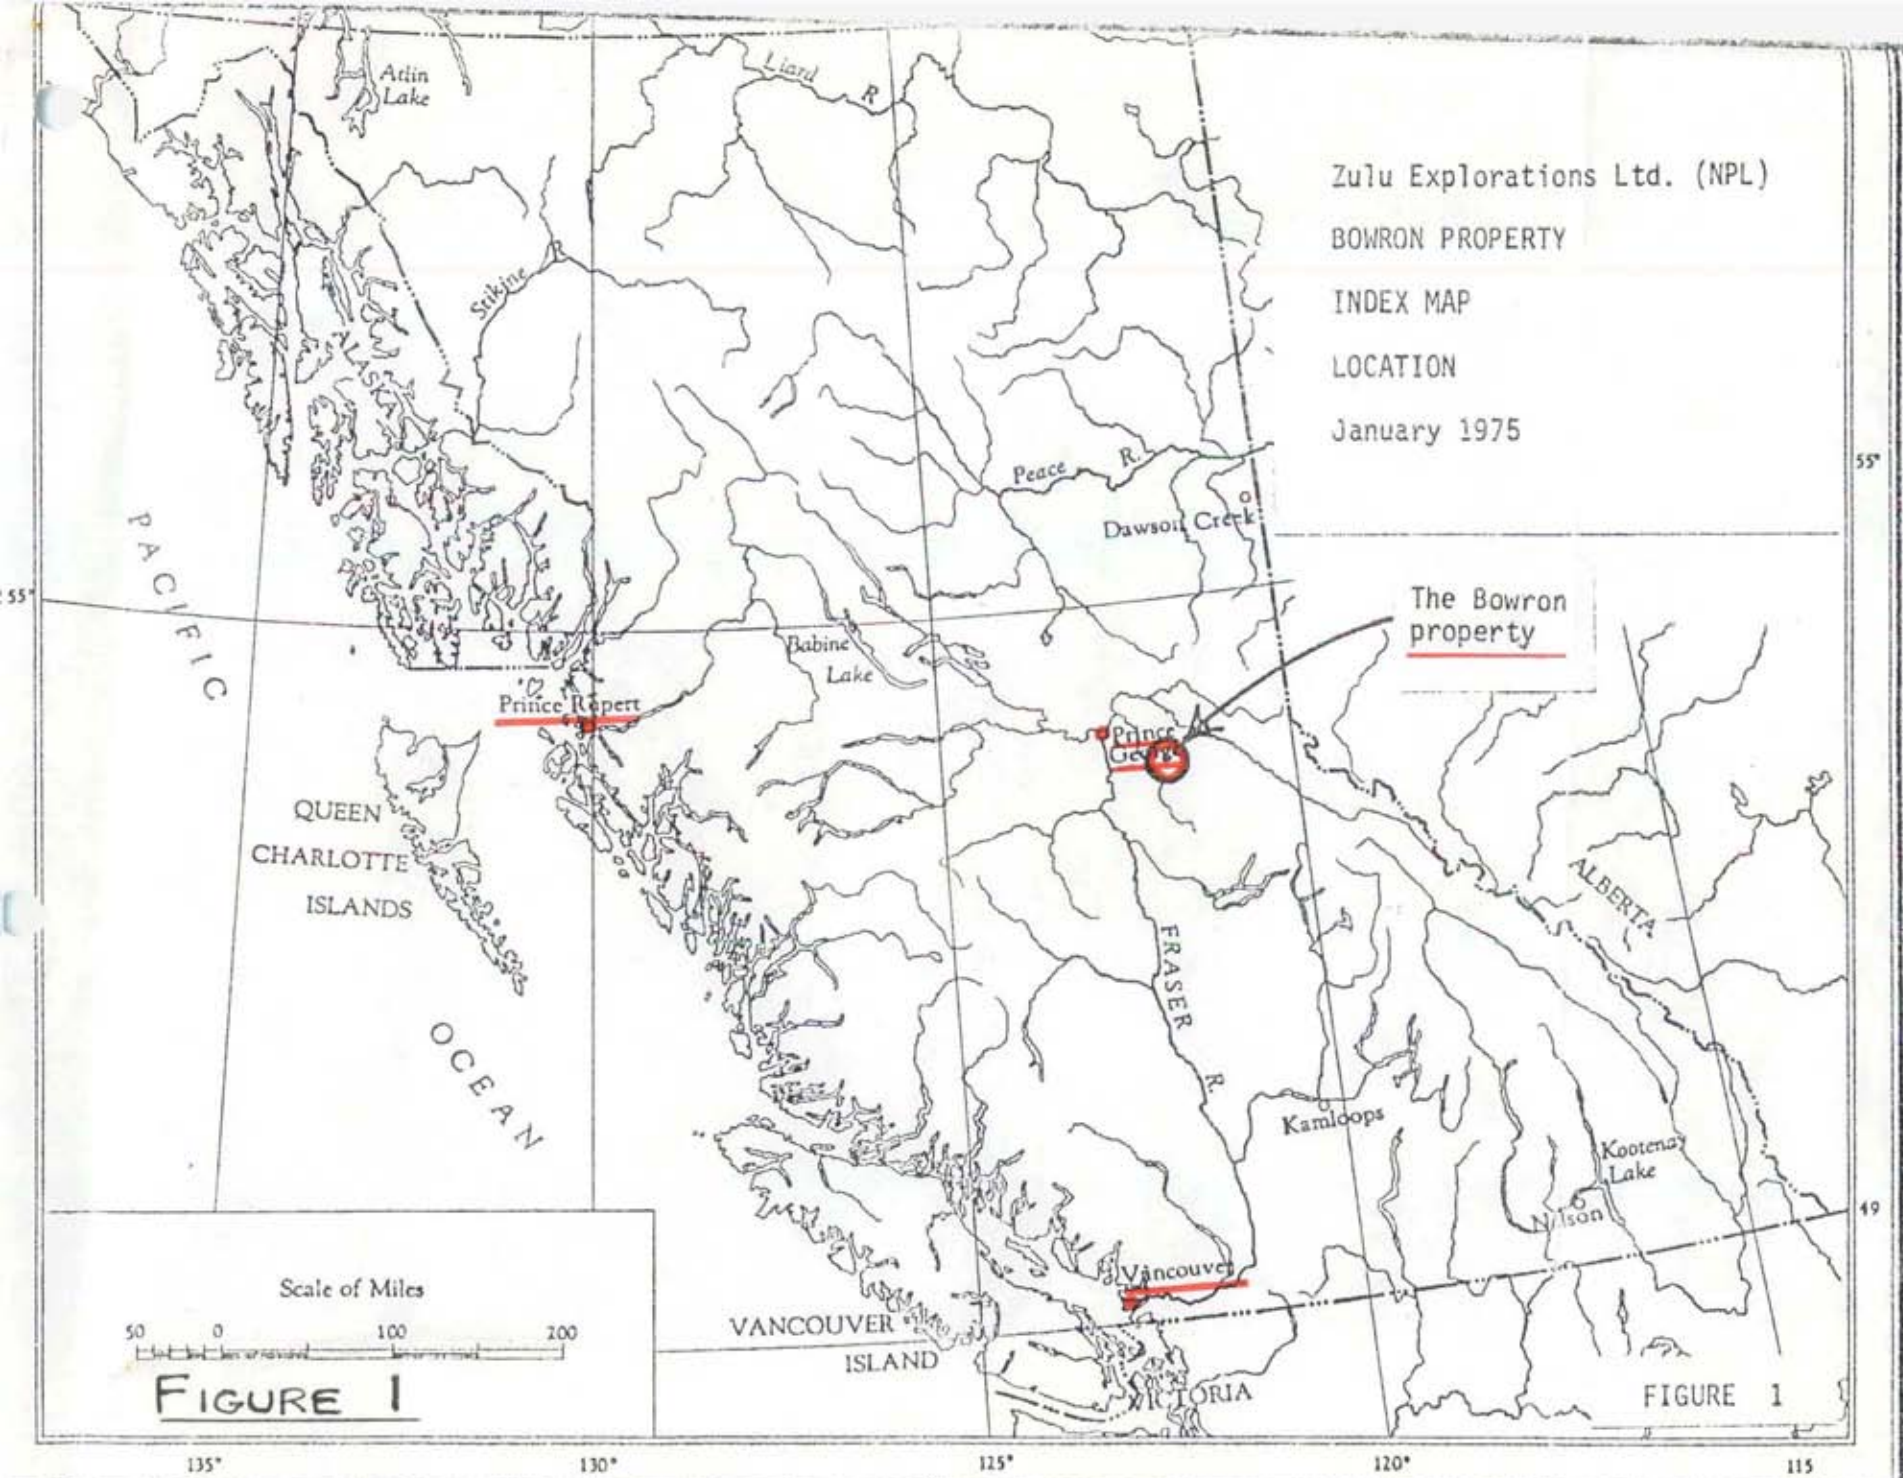 Atlin
Lake
Liard
R
Zulu Explorations Ltd. (NPL)
BOWRON PROPERTY
INDEX MAP
LOCATION
January 1975
Stikine
ALASKA
Peace R.
Dawson Creek
55°
55°
PACIFIC
OCEAN
The Bowron
property
Babine
Lake
Prince Rupert
Prince
George
QUEEN
CHARLOTTE
ISLANDS
ALBERTA
FRASER
R.
Kamloops
Kootenay
Lake
Nelson
49
Vancouver
VANCOUVER
ISLAND
VICTORIA
Scale of Miles
50 0 100 200
FIGURE 1
FIGURE 1
135° 130° 125° 120° 115